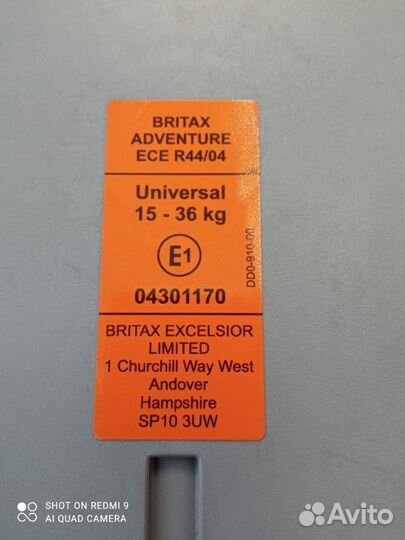 BRITAX
ADVENTURE
ECE R44/04
Universal
15 - 36 kg
E1
04301170
DD0-910-00
BRITAX EXCELSIOR
LIMITED
1 Churchill Way West
Andover
Hampshire
SP10 3UW
SHOT ON REDMI 9
AI QUAD CAMERA
Avito